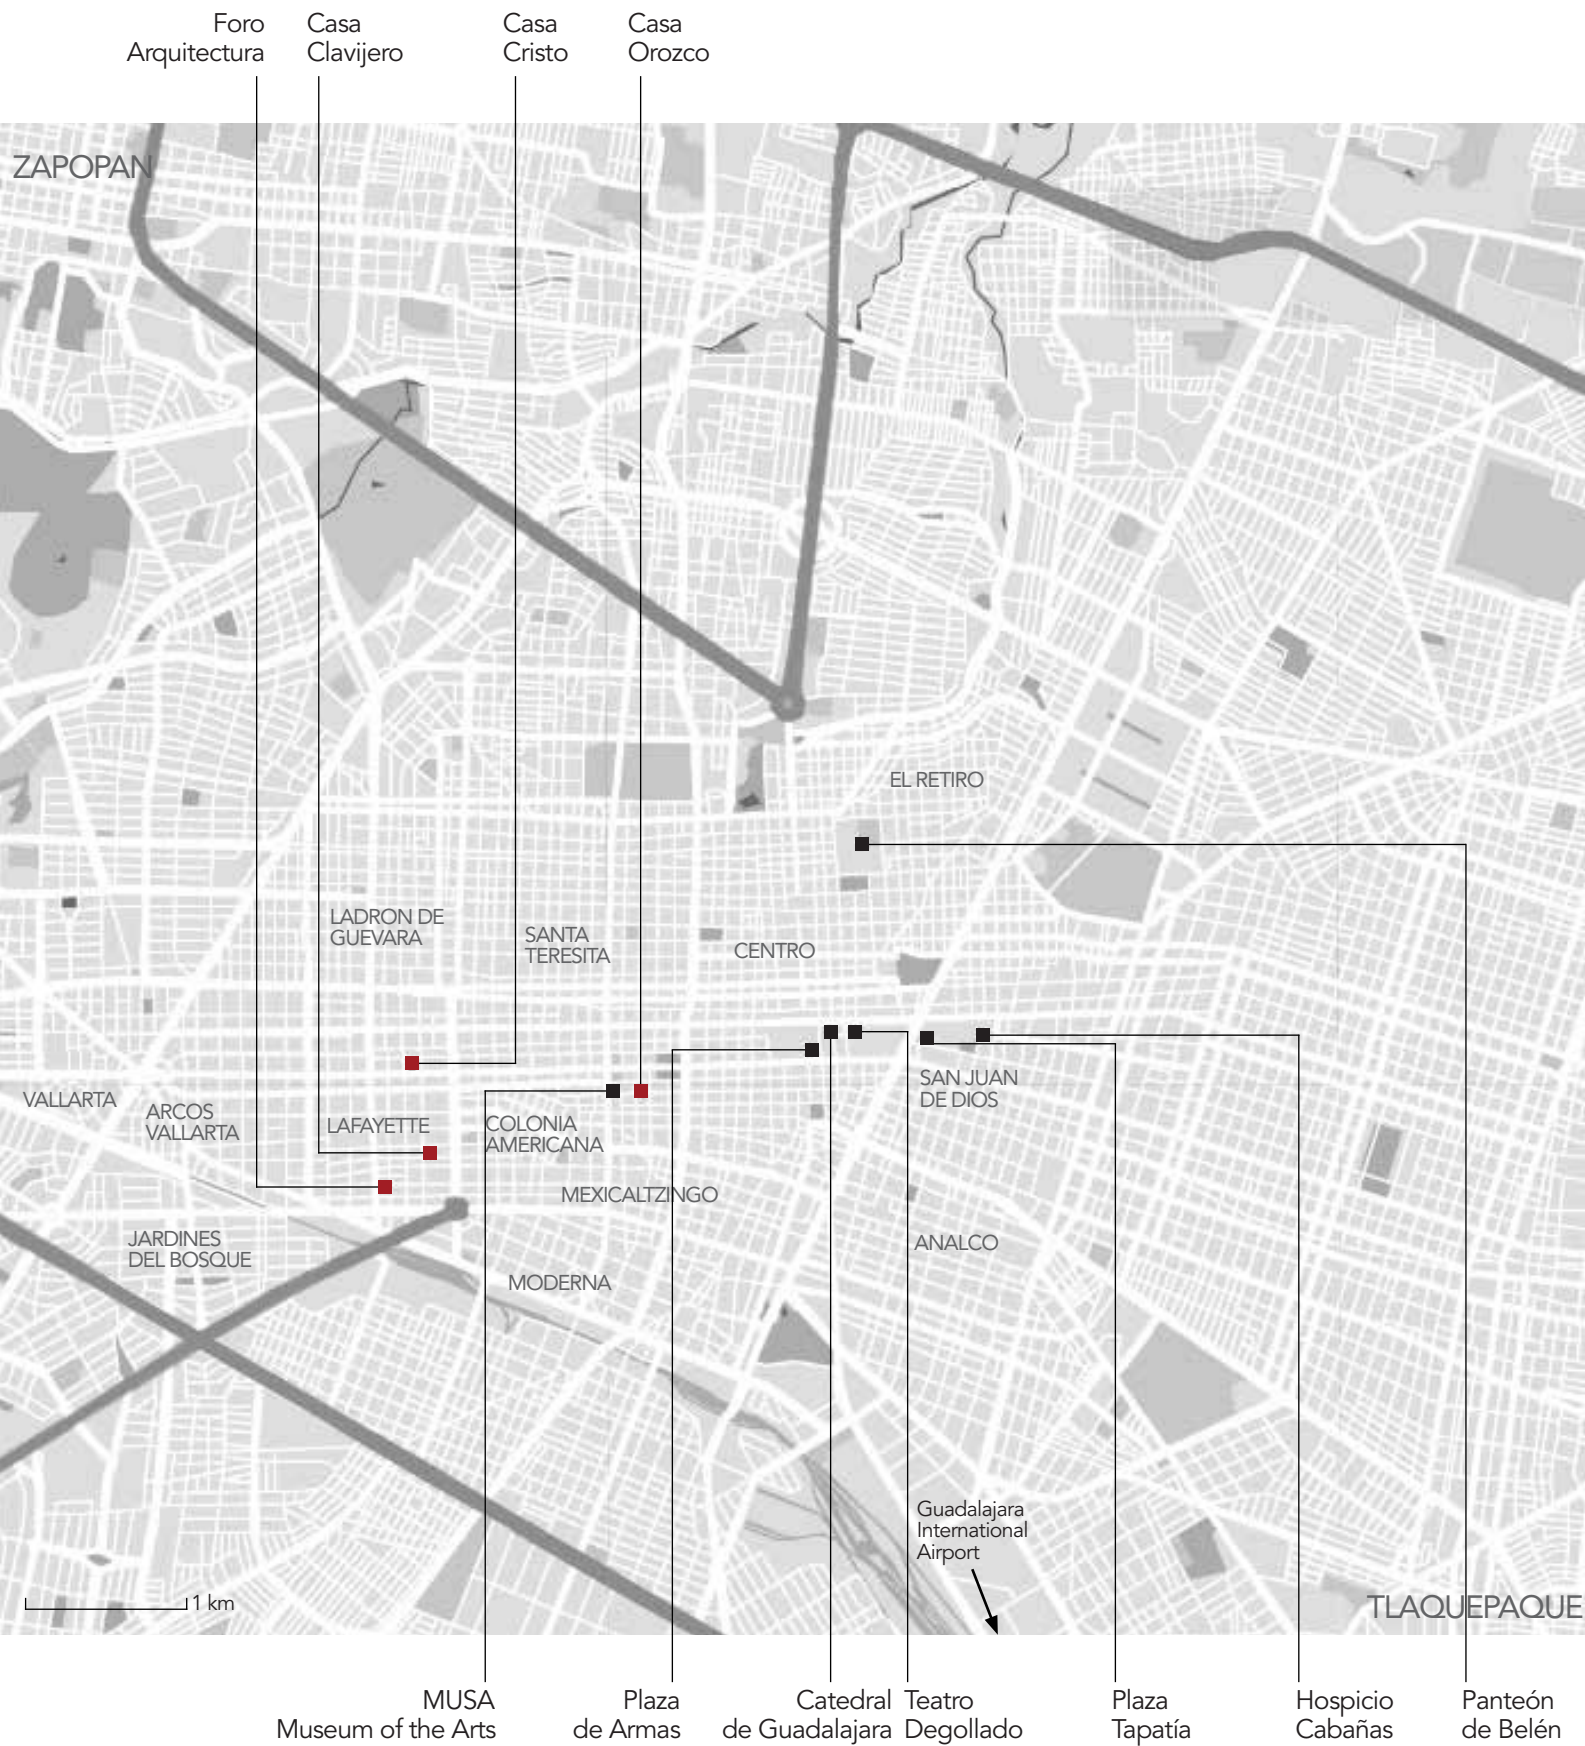 Foro
Arquitectura
Casa
Clavijero
Casa
Cristo
Casa
Orozco
ZAPOPAN
EL RETIRO
LADRON DE
GUEVARA
SANTA
TERESITA
CENTRO
VALLARTA
ARCOS
VALLARTA
LAFAYETTE
COLONIA
AMERICANA
SAN JUAN
DE DIOS
MEXICALTZINGO
JARDINES
DEL BOSQUE
ANALCO
MODERNA
Guadalajara
International
Airport
1 km
TLAQUEPAQUE
MUSA
Museum of the Arts
Plaza
de Armas
Catedral
de Guadalajara
Teatro
Degollado
Plaza
Tapatía
Hospicio
Cabañas
Panteón
de Belén